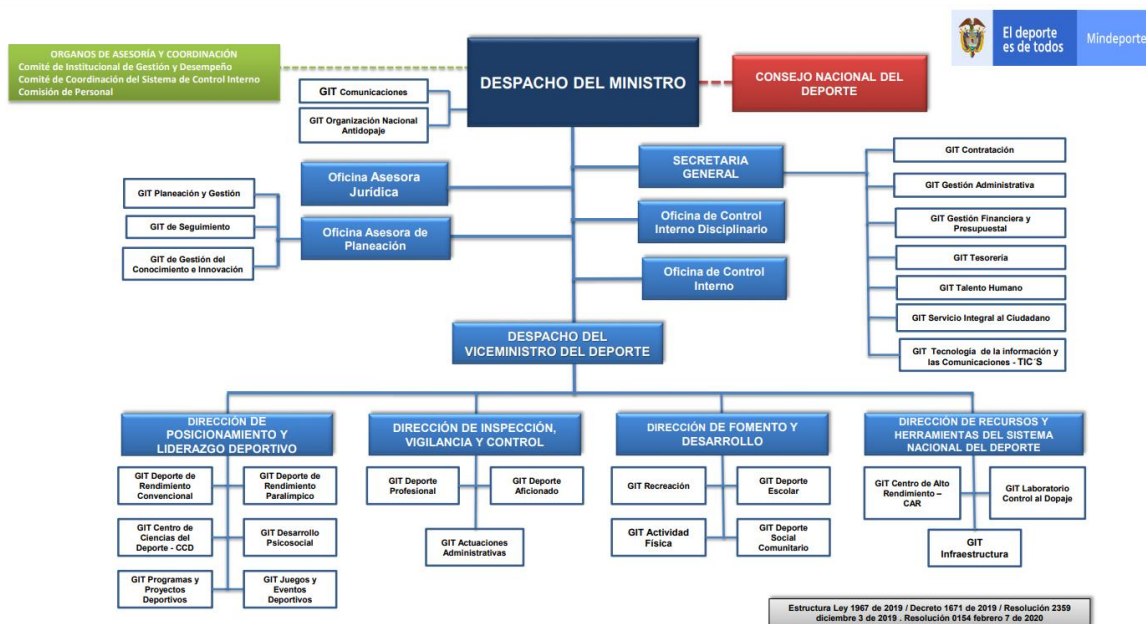 El deporte
es de todos
Mindeporte
ORGANOS DE ASESORÍA Y COORDINACIÓN
Comité de Institucional de Gestión y Desempeño
Comité de Coordinación del Sistema de Control Interno
Comisión de Personal
DESPACHO DEL MINISTRO
CONSEJO NACIONAL DEL
DEPORTE
GIT Comunicaciones
GIT Organización Nacional
Antidopaje
SECRETARIA
GENERAL
GIT Contratación
GIT Gestión Administrativa
GIT Gestión Financiera y
Presupuestal
GIT Tesorería
GIT Talento Humano
GIT Servicio Integral al Ciudadano
GIT Tecnología de la información y
las Comunicaciones - TIC´S
Oficina Asesora
Jurídica
Oficina de Control
Interno Disciplinario
GIT Planeación y Gestión
GIT de Seguimiento
GIT de Gestión del
Conocimiento e Innovación
Oficina Asesora de
Planeación
Oficina de Control
Interno
DESPACHO DEL
VICEMINISTRO DEL DEPORTE
DIRECCIÓN DE
POSICIONAMIENTO Y
LIDERAZGO DEPORTIVO
GIT Deporte de
Rendimiento
Convencional
GIT Deporte de
Rendimiento
Paralímpico
GIT Centro de
Ciencias del
Deporte - CCD
GIT Desarrollo
Psicosocial
GIT Programas y
Proyectos
Deportivos
GIT Juegos y
Eventos
Deportivos
DIRECCIÓN DE INSPECCIÓN,
VIGILANCIA Y CONTROL
GIT Deporte
Profesional
GIT Deporte
Aficionado
GIT Actuaciones
Administrativas
DIRECCIÓN DE FOMENTO Y
DESARROLLO
GIT Recreación
GIT Deporte
Escolar
GIT Actividad
Física
GIT Deporte
Social
Comunitario
DIRECCIÓN DE RECURSOS Y
HERRAMIENTAS DEL SISTEMA
NACIONAL DEL DEPORTE
GIT Centro de Alto
Rendimiento –
CAR
GIT Laboratorio
Control al Dopaje
GIT
Infraestructura
Estructura Ley 1967 de 2019 / Decreto 1671 de 2019 / Resolución 2359
diciembre 3 de 2019 . Resolución 0154 febrero 7 de 2020